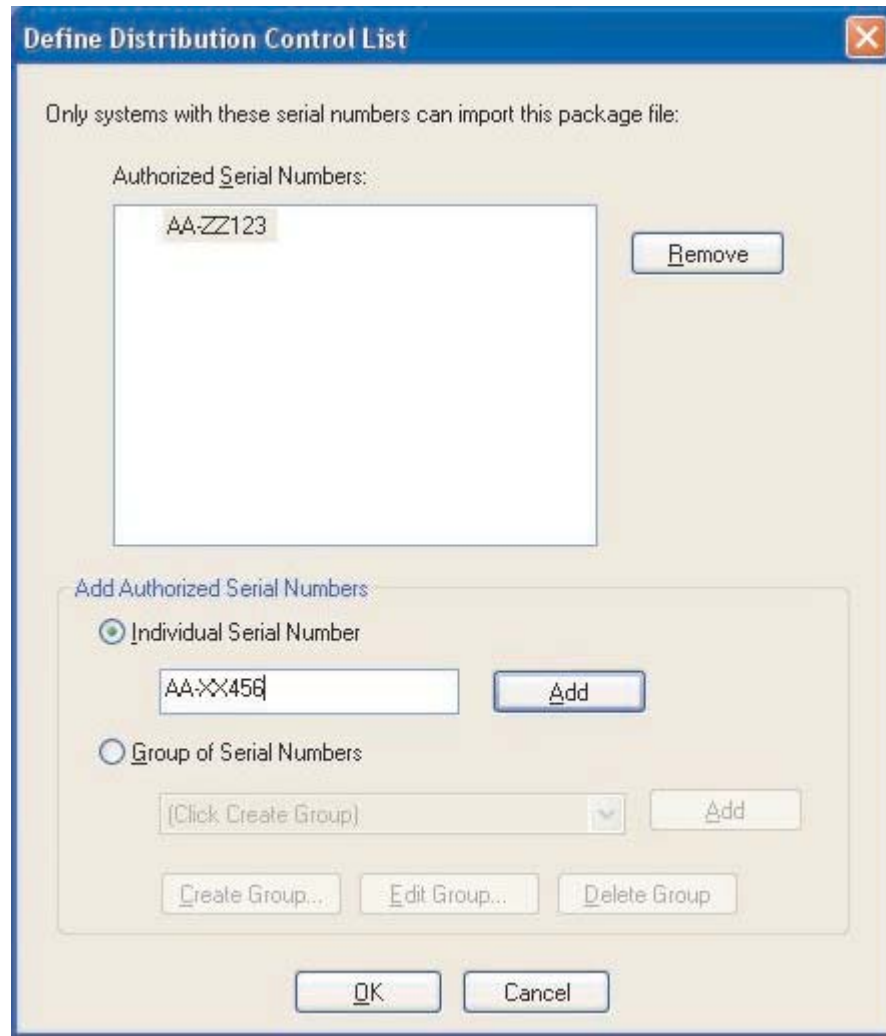 Define Distribution Control List
Only systems with these serial numbers can import this package file:
Authorized Serial Numbers:
AA-ZZ123
Remove
Add Authorized Serial Numbers
Individual Serial Number
AA-XX456
Add
Group of Serial Numbers
(Click Create Group)
Add
Create Group...
Edit Group...
Delete Group
OK
Cancel